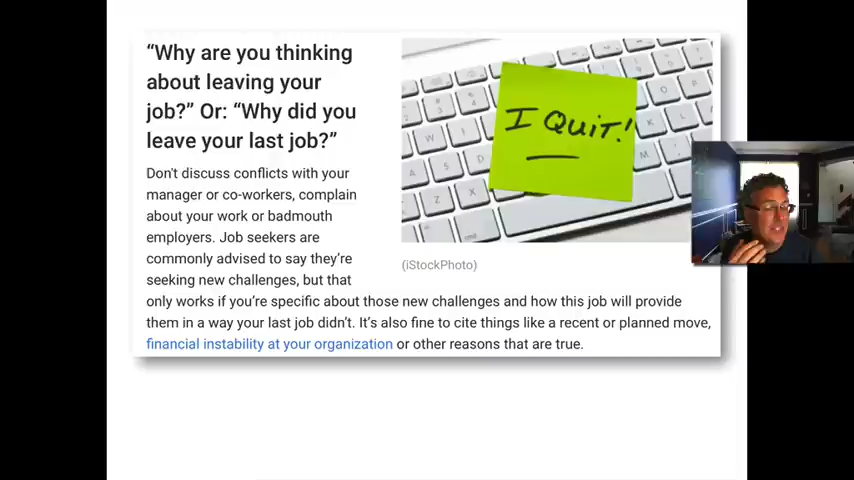 “Why are you thinking
about leaving your
job?” Or: “Why did you
leave your last job?”
Don't discuss conflicts with your
manager or co-workers, complain
about your work or badmouth
employers. Job seekers are
commonly advised to say they’re
seeking new challenges, but that
only works if you’re specific about those new challenges and how this job will provide
them in a way your last job didn’t. It’s also fine to cite things like a recent or planned move,
financial instability at your organization or other reasons that are true.
I QUIT!
(iStockPhoto)